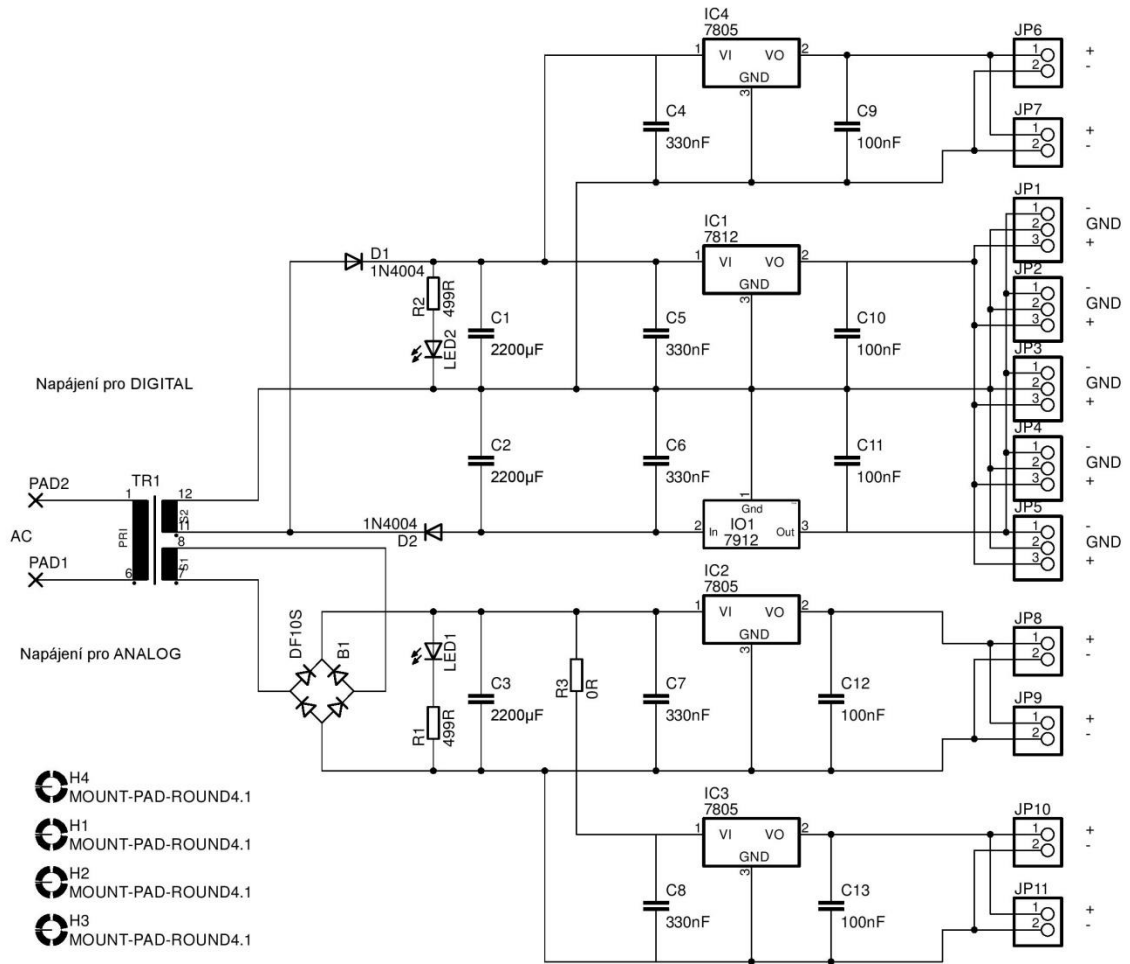 IC4
7805
JP6
1 VI VO 2
GND
3
1
2
+
-
C4
330nF
C9
100nF
JP7
1
2
+
-
IC1
7812
JP1
D1
1N4004
1 VI VO 2
GND
3
1
2
3
-
GND
+
R2
499R
LED2
C1
2200µF
C5
330nF
C10
100nF
JP2
1
2
3
-
GND
+
Napájení pro DIGITAL
JP3
1
2
3
-
GND
+
C2
2200µF
C6
330nF
C11
100nF
JP4
1
2
3
-
GND
+
PAD2
TR1
1
12
S2
PRI
11
AC
8
S1
PAD1
6
7
1N4004
D2
1
Gnd
-
2 In IO1 Out 3
7912
JP5
1
2
3
-
GND
+
IC2
7805
1 VI VO 2
GND
3
JP8
1
2
+
-
Napájení pro ANALOG
DF10S
B1
LED1
R1
499R
C3
2200µF
R3
0R
C7
330nF
C12
100nF
JP9
1
2
+
-
H4
MOUNT-PAD-ROUND4.1
H1
MOUNT-PAD-ROUND4.1
H2
MOUNT-PAD-ROUND4.1
H3
MOUNT-PAD-ROUND4.1
IC3
7805
1 VI VO 2
GND
3
JP10
1
2
+
-
C8
330nF
C13
100nF
JP11
1
2
+
-